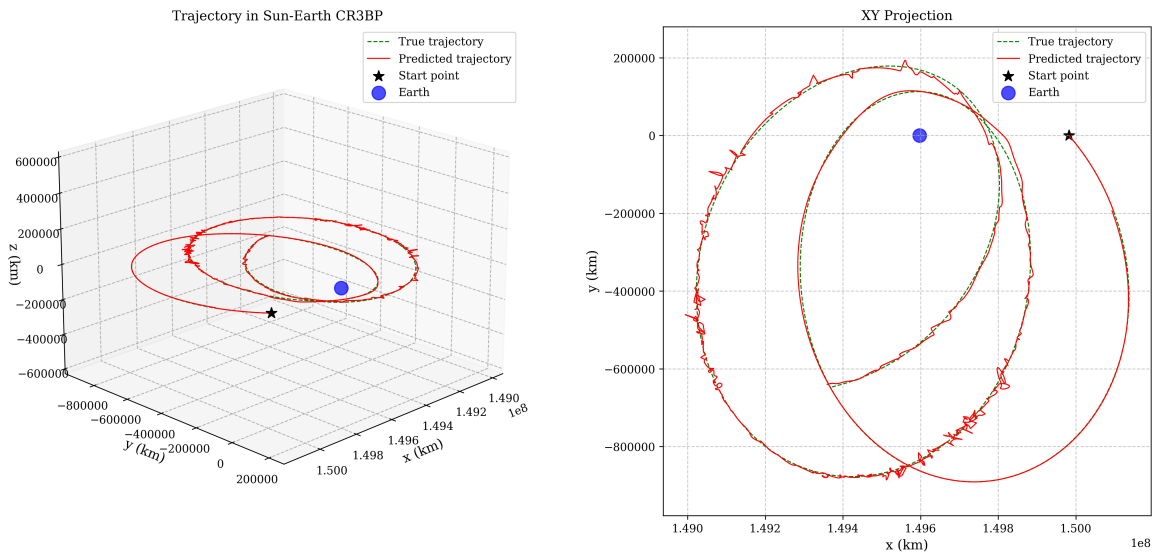 Trajectory in Sun-Earth CR3BP
True trajectory
Predicted trajectory
Start point
Earth
600000
400000
200000
0
−200000
−400000
−600000
z (km)
−800000
−600000
−400000
−200000
0
200000
y (km)
1.500
1.498
1.496
1.494
1.492
1.490
1e8
x (km)
XY Projection
True trajectory
Predicted trajectory
Start point
Earth
200000
0
−200000
−400000
−600000
−800000
y (km)
1.490
1.492
1.494
1.496
1.498
1.500
1e8
x (km)